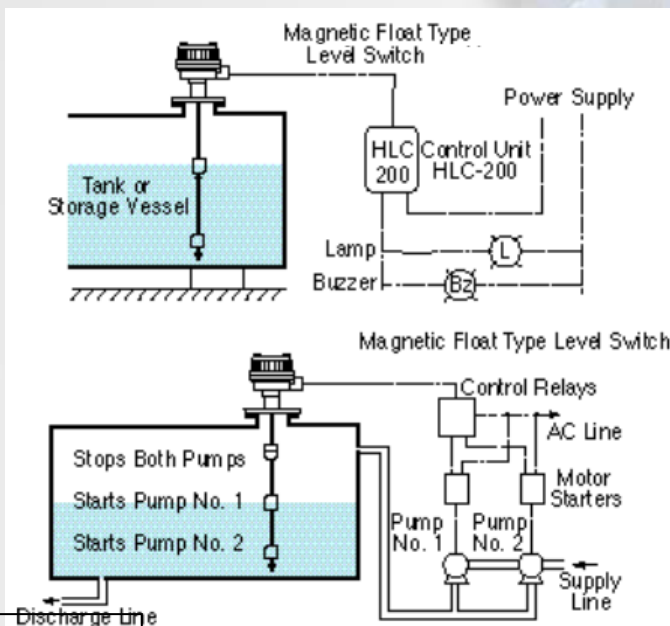 Magnetic Float Type
Level Switch
Power Supply
HLC
200
Control Unit
HLC-200
Tank or
Storage Vessel
Lamp
L
Buzzer
Bz
Magnetic Float Type Level Switch
Control Relays
AC Line
Stops Both Pumps
Starts Pump No. 1
Starts Pump No. 2
Motor
Starters
Pump
No. 1
Pump
No. 2
Supply
Line
Discharge Line